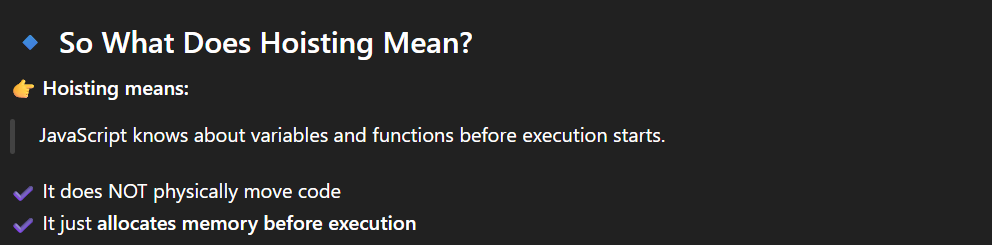 So What Does Hoisting Mean?
Hoisting means:
JavaScript knows about variables and functions before execution starts.
It does NOT physically move code
It just allocates memory before execution